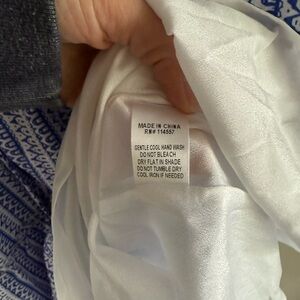 MADE IN CHINA
RN# 114557
GENTLE COOL HAND WASH
DO NOT BLEACH
DRY FLAT IN SHADE
DO NOT TUMBLE DRY
COOL IRON IF NEEDED